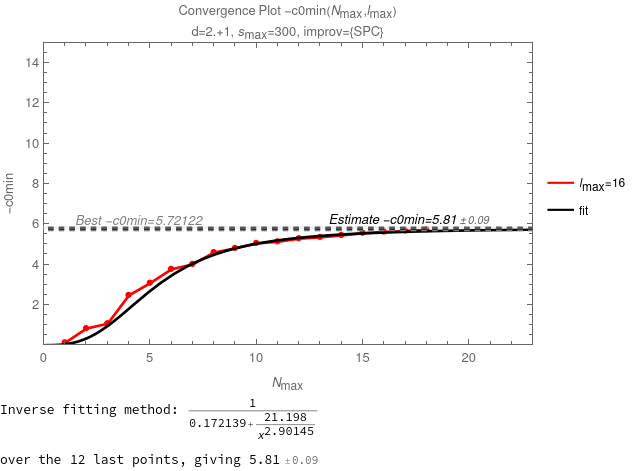 Convergence Plot −c0min(Nmax,lmax)
d=2.+1, smax=300, improv={SPC}
14
12
10
8
6
4
2
−c0min
Best −c0min=5.72122
Estimate −c0min=5.81 ±0.09
lmax=16
fit
0 5 10 15 20
Nmax
Inverse fitting method: 1
0.172139+ 21.198
x^2.90145
over the 12 last points, giving 5.81 ±0.09